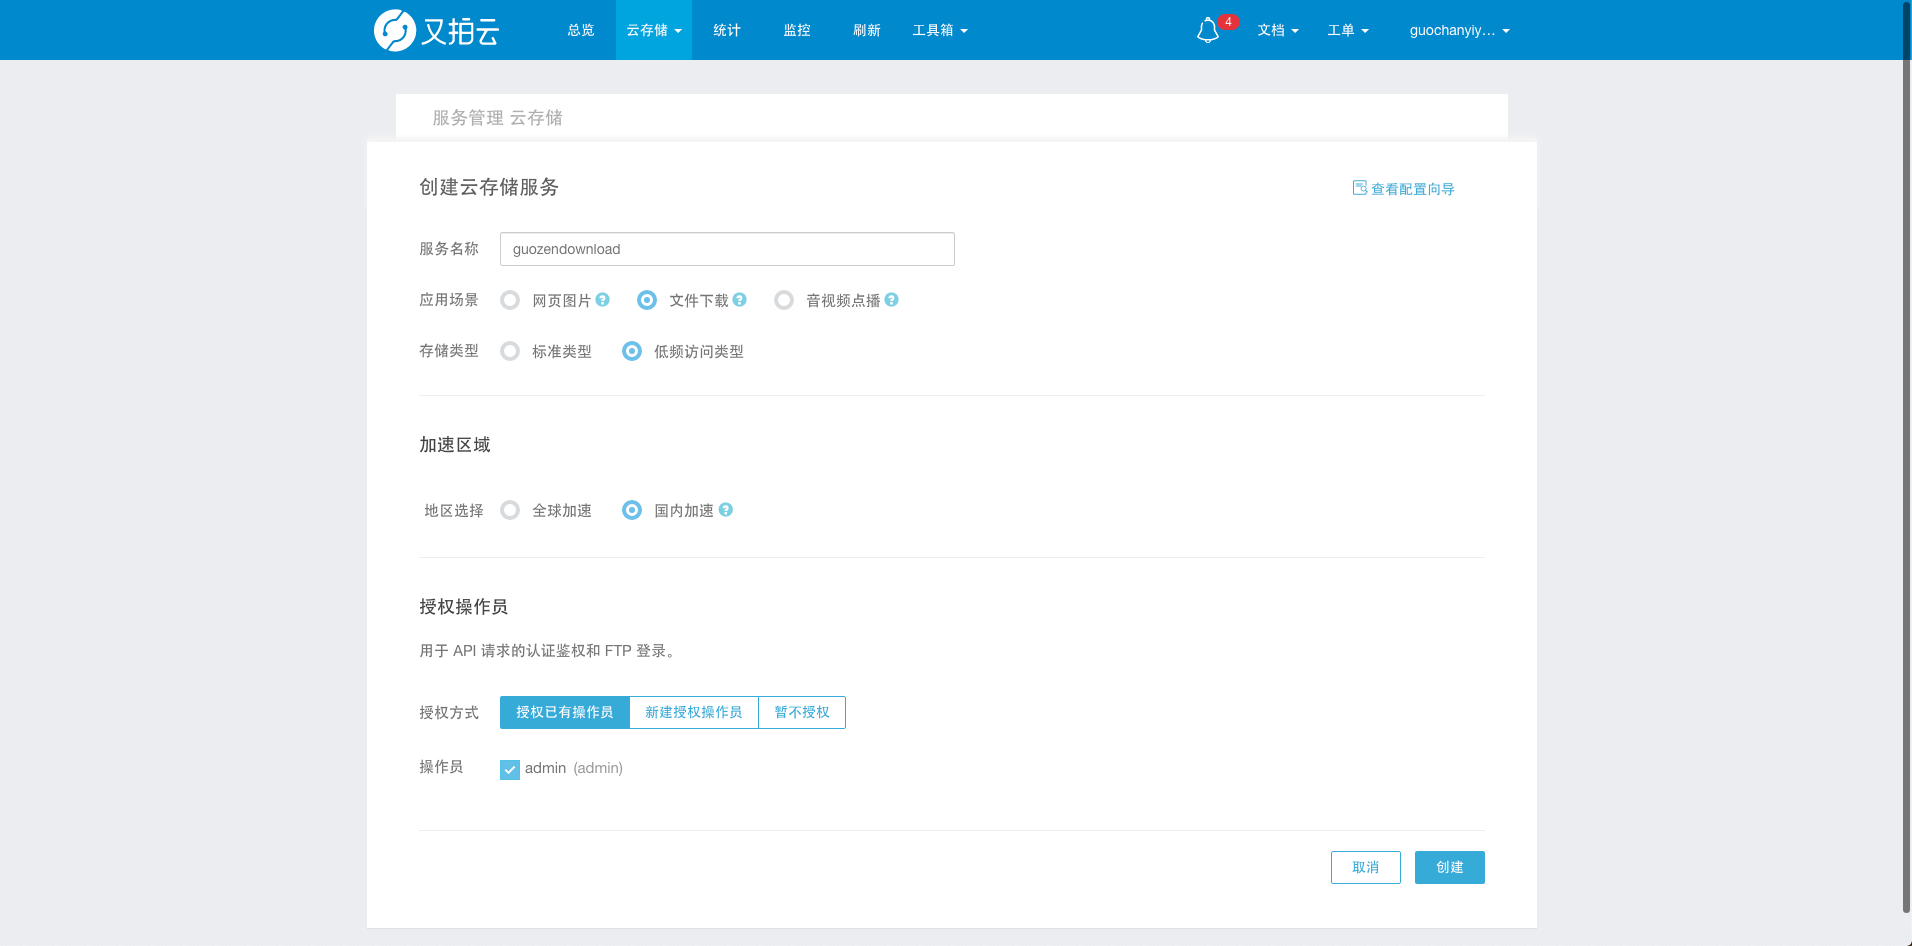 又拍云 总览 云存储 统计 监控 刷新 工具箱 4 文档 工单 guochanyiy...
服务管理 云存储
创建云存储服务 查看配置向导
服务名称 guozendownload
应用场景 网页图片 ? 文件下载 ? 音视频点播 ?
存储类型 标准类型 低频访问类型
加速区域
地区选择 全球加速 国内加速 ?
授权操作员
用于 API 请求的认证鉴权和 FTP 登录。
授权方式 授权已有操作员 新建授权操作员 暂不授权
操作员 admin (admin)
取消 创建